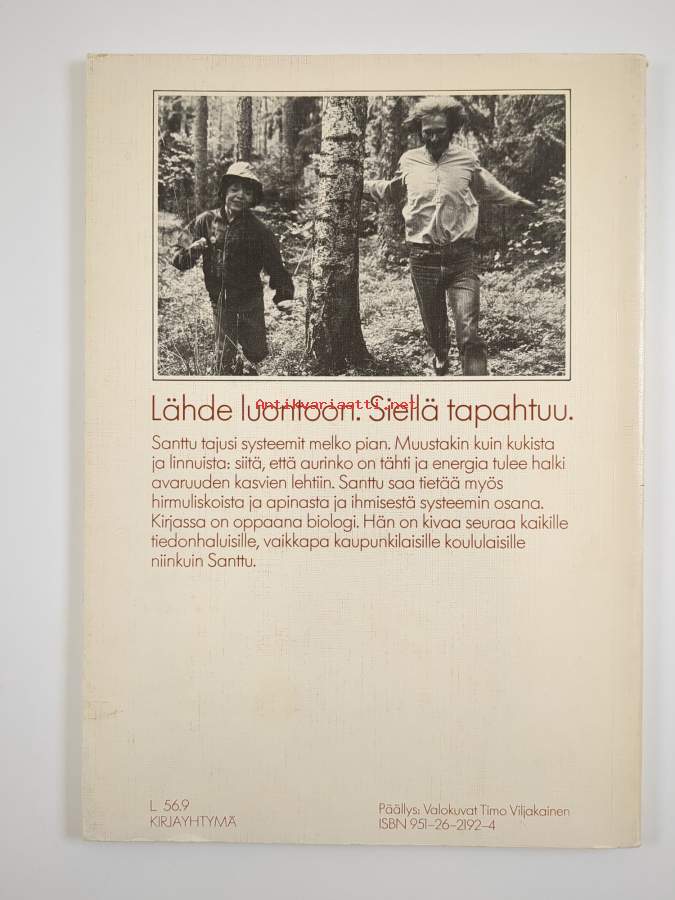 Lähde luontoon. Siellä tapahtuu.
Antikvariaatti.net
Santtu tajusi systeemit melko pian. Muustakin kuin kukista
ja linnuista: siitä, että aurinko on tähti ja energia tulee halki
avaruuden kasvien lehtiin. Santtu saa tietää myös
hirmuliskoista ja apinasta ja ihmisestä systeemin osana.
Kirjassa on oppaana biologi. Hän on kivaa seuraa kaikille
tiedonhaluisille, vaikkapa kaupunkilaisille koululaisille
niinkuin Santtu.
L 56.9
KIRJAYHTYMÄ
Päällys: Valokuvat Timo Viljakainen
ISBN 951-26-2192-4